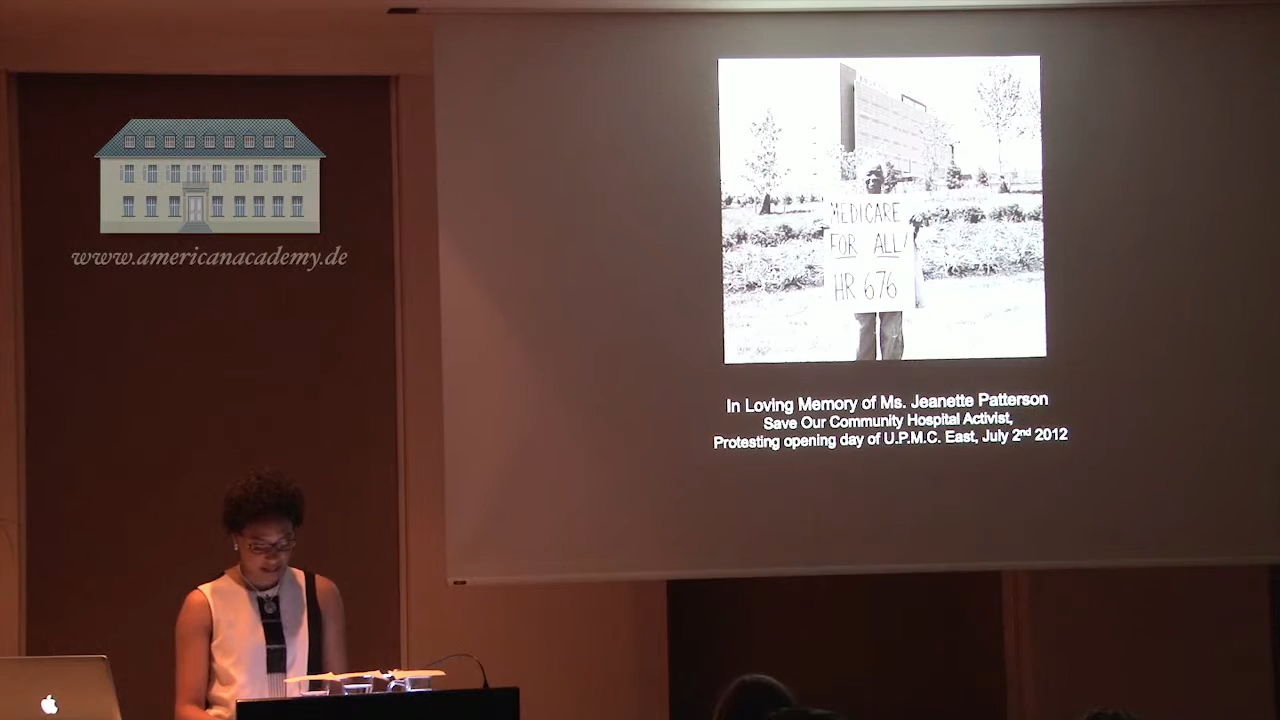 www.americanacademy.de
MEDICARE
FOR ALL!
HR 676
In Loving Memory of Ms. Jeanette Patterson
Save Our Community Hospital Activist,
Protesting opening day of U.P.M.C. East, July 2nd 2012